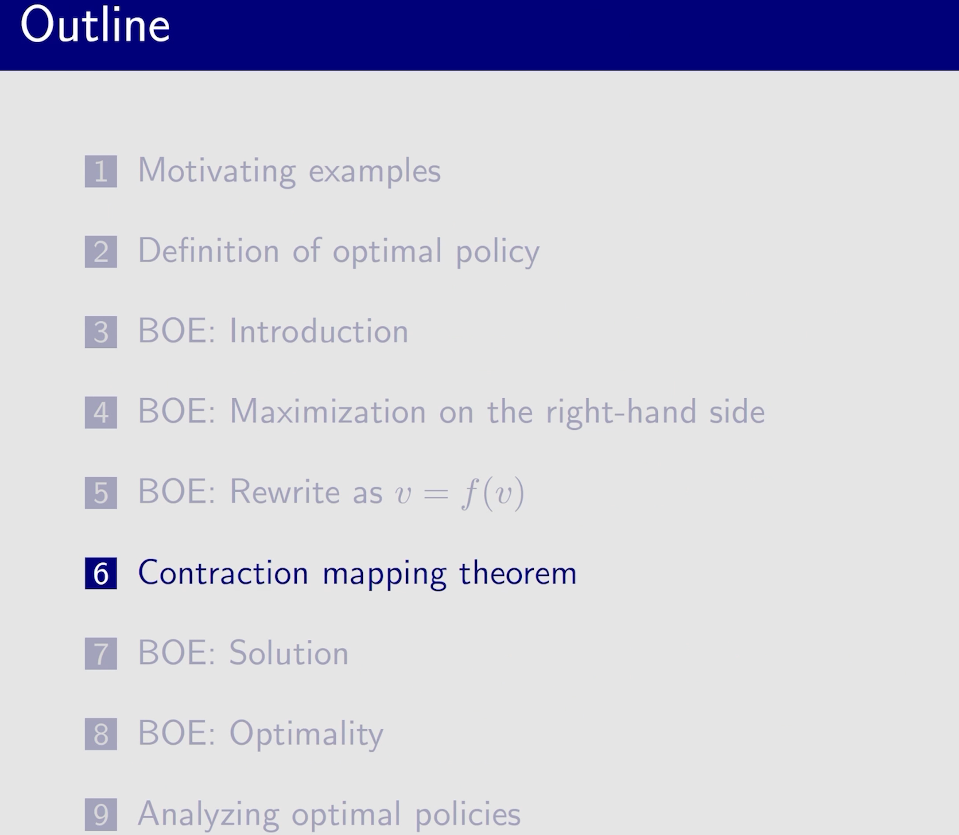 Outline
1 Motivating examples
2 Definition of optimal policy
3 BOE: Introduction
4 BOE: Maximization on the right-hand side
5 BOE: Rewrite as v = f(v)
6 Contraction mapping theorem
7 BOE: Solution
8 BOE: Optimality
9 Analyzing optimal policies